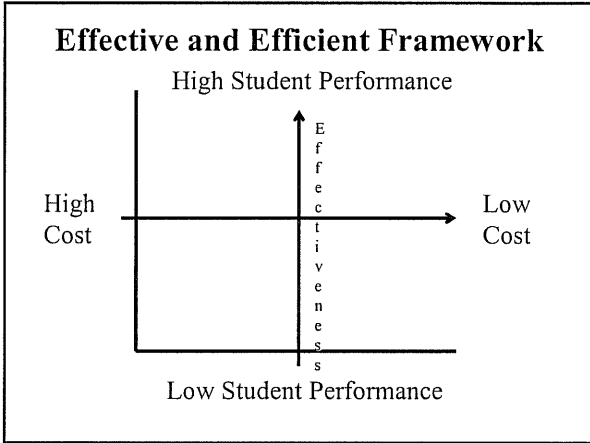 Effective and Efficient Framework
High Student Performance
Effectiveness
High
Cost
Low
Cost
Low Student Performance